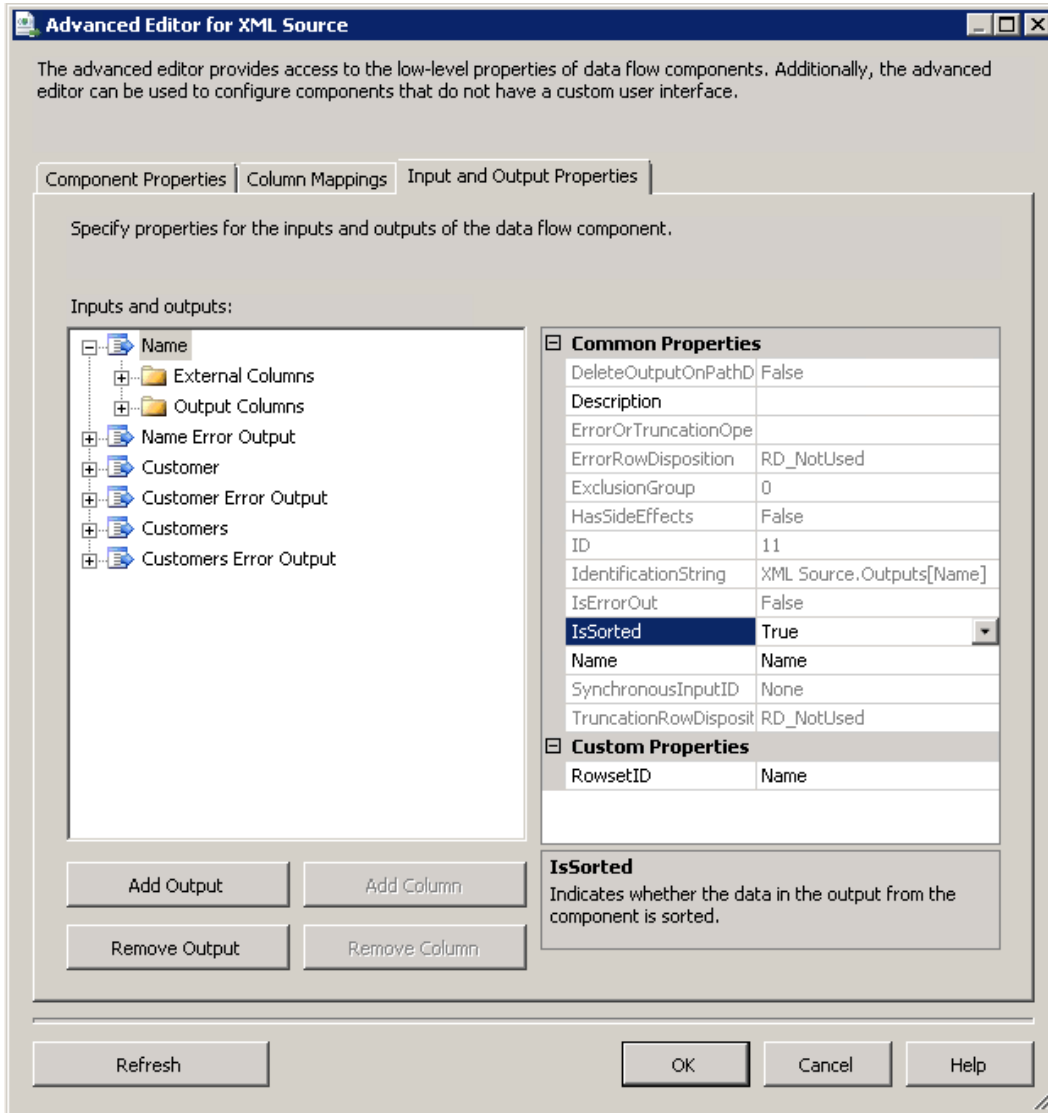 Advanced Editor for XML Source
The advanced editor provides access to the low-level properties of data flow components. Additionally, the advanced
editor can be used to configure components that do not have a custom user interface.
Component Properties Column Mappings Input and Output Properties
Specify properties for the inputs and outputs of the data flow component.
Inputs and outputs:
Name
External Columns
Output Columns
Name Error Output
Customer
Customer Error Output
Customers
Customers Error Output
Common Properties
DeleteOutputOnPathD False
Description
ErrorOrTruncationOpe
ErrorRowDisposition RD_NotUsed
ExclusionGroup 0
HasSideEffects False
ID 11
IdentificationString XML Source.Outputs[Name]
IsErrorOut False
IsSorted True
Name Name
SynchronousInputID None
TruncationRowDisposit RD_NotUsed
Custom Properties
RowsetID Name
IsSorted
Indicates whether the data in the output from the
component is sorted.
Add Output Add Column
Remove Output Remove Column
Refresh OK Cancel Help